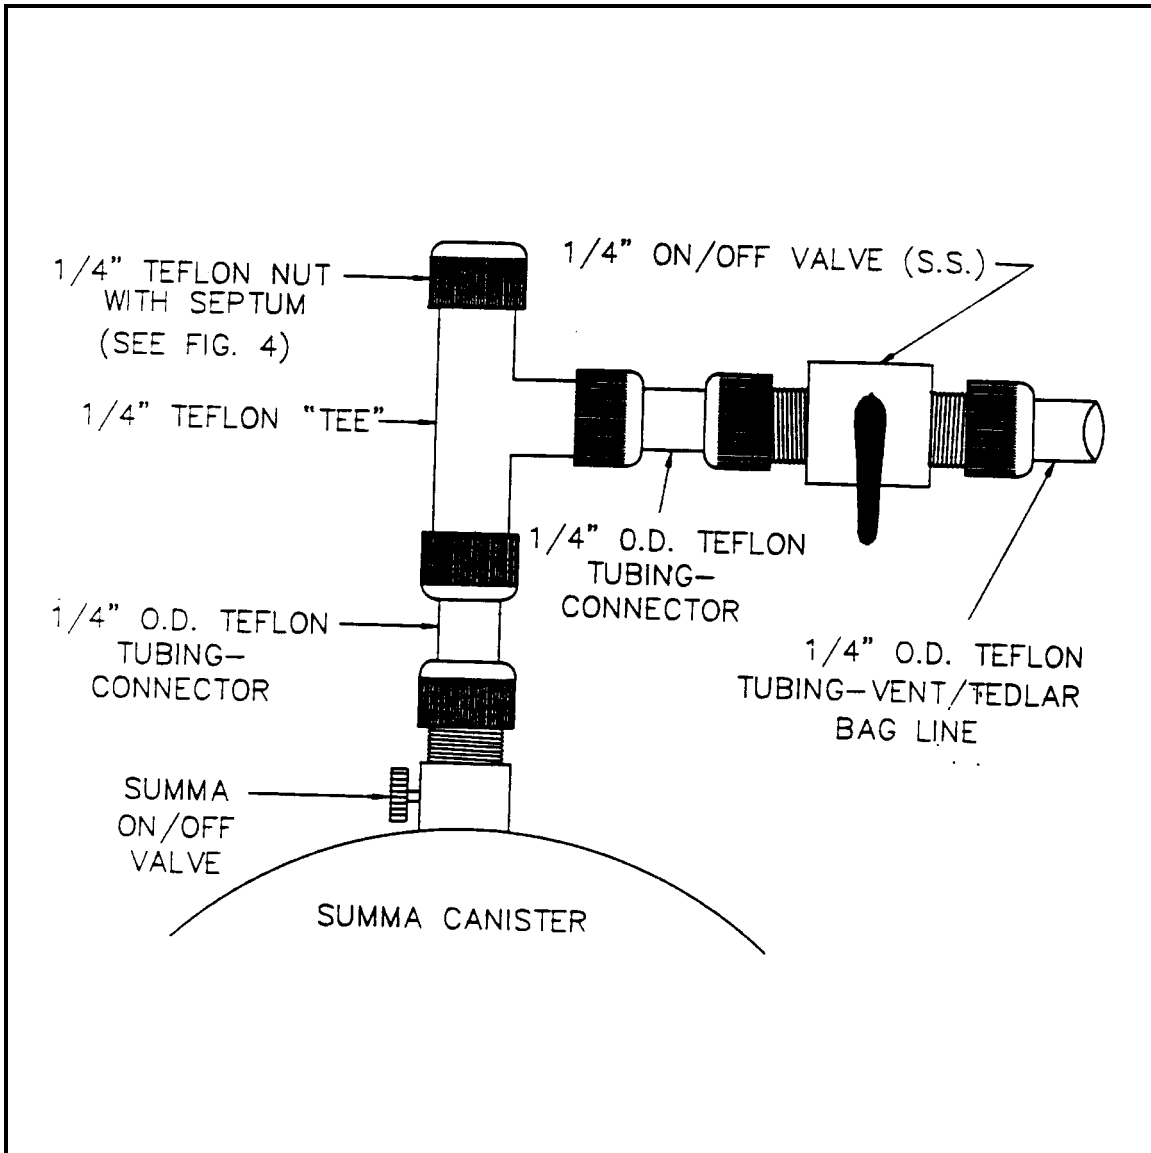 1/4" TEFLON NUT
WITH SEPTUM
(SEE FIG. 4)
1/4" ON/OFF VALVE (S.S.)
1/4" TEFLON "TEE"
1/4" O.D. TEFLON
TUBING-
CONNECTOR
1/4" O.D. TEFLON
TUBING-
CONNECTOR
1/4" O.D. TEFLON
TUBING-VENT/TEDLAR
BAG LINE
SUMMA
ON/OFF
VALVE
SUMMA CANISTER